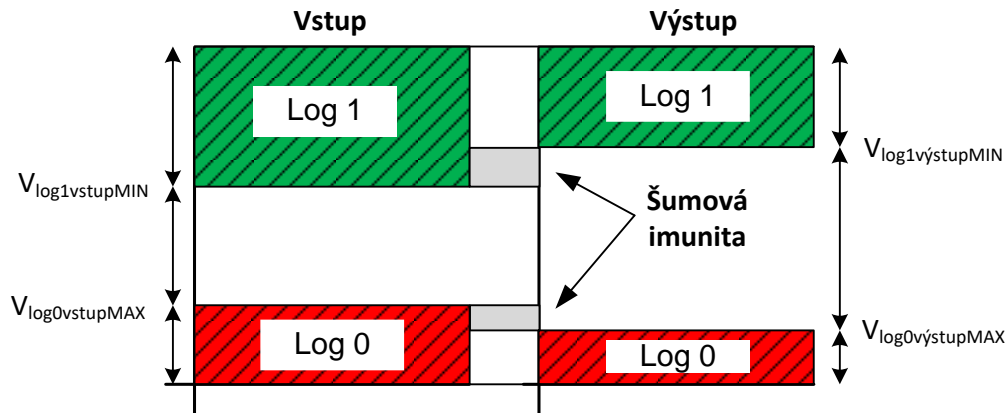 Vstup
Výstup
Log 1
Log 1
Vlog1výstupMIN
Vlog1vstupMIN
Šumová
imunita
Vlog0vstupMAX
Vlog0výstupMAX
Log 0
Log 0